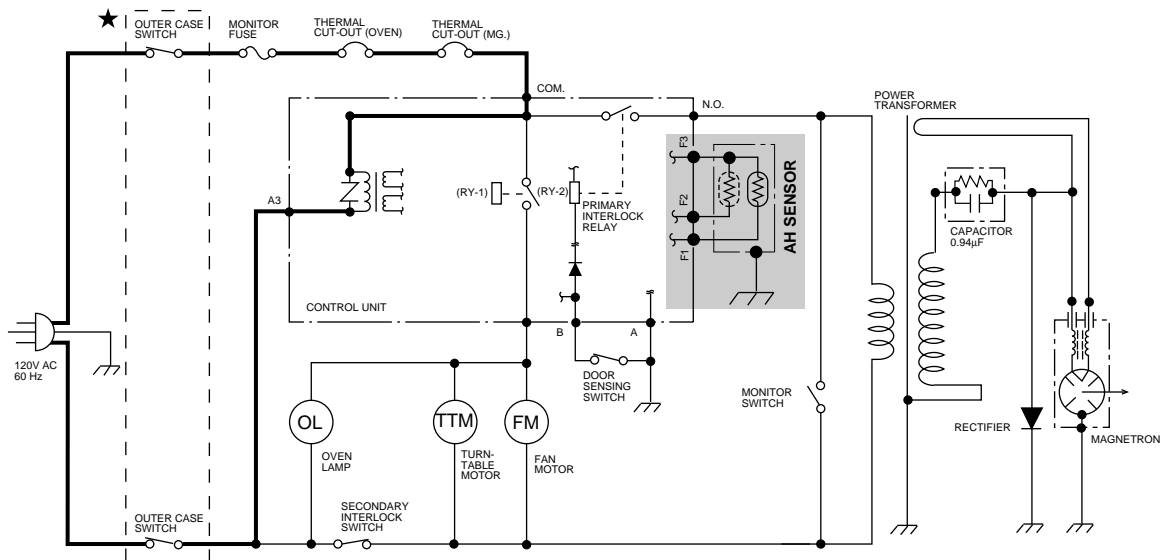 ★
OUTER CASE
SWITCH
MONITOR
FUSE
THERMAL
CUT-OUT (OVEN)
THERMAL
CUT-OUT (MG.)
COM.
N.O.
POWER
TRANSFORMER
A3
(RY-1)
(RY-2)
PRIMARY
INTERLOCK
RELAY
F3
F2
F1
AH SENSOR
CAPACITOR
0.94µF
CONTROL UNIT
B
A
120V AC
60 Hz
DOOR
SENSING
SWITCH
MONITOR
SWITCH
OL
OVEN
LAMP
TTM
TURN-
TABLE
MOTOR
FM
FAN
MOTOR
RECTIFIER
MAGNETRON
OUTER CASE
SWITCH
SECONDARY
INTERLOCK
SWITCH